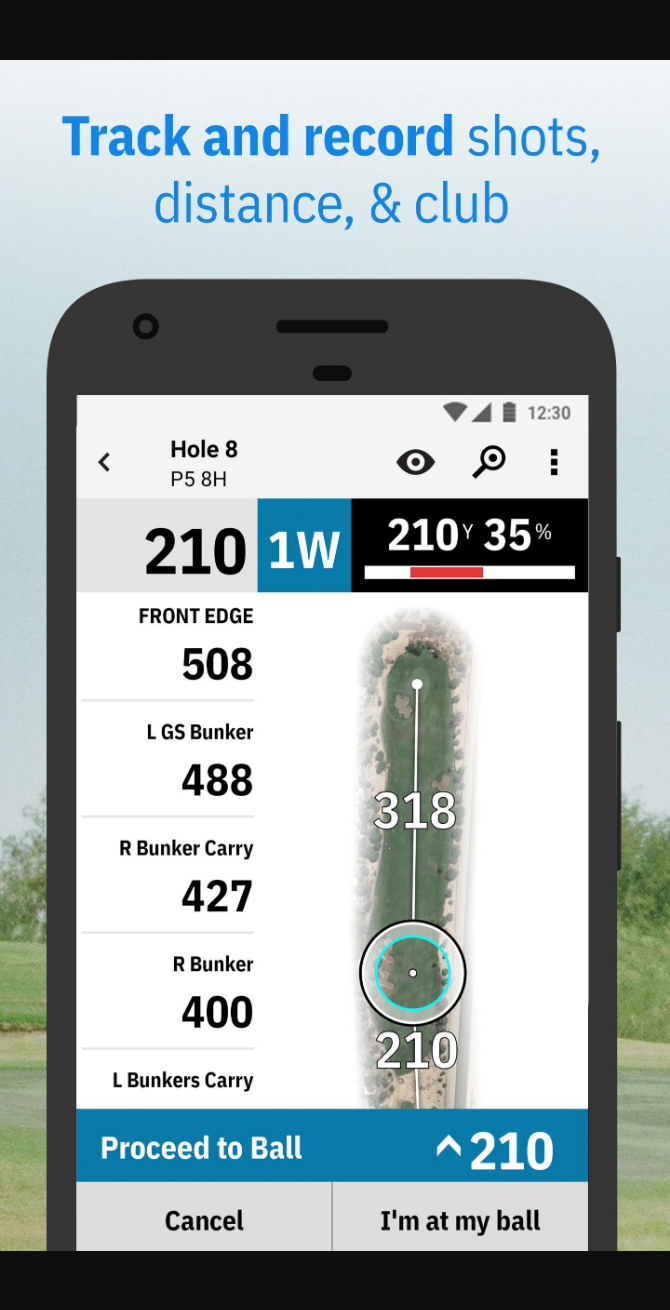 Track and record shots,
distance, & club
12:30
Hole 8
P5 8H
210
1W
210Y 35%
FRONT EDGE
508
L GS Bunker
488
R Bunker Carry
427
R Bunker
400
L Bunkers Carry
318
210
Proceed to Ball
210
Cancel
I'm at my ball